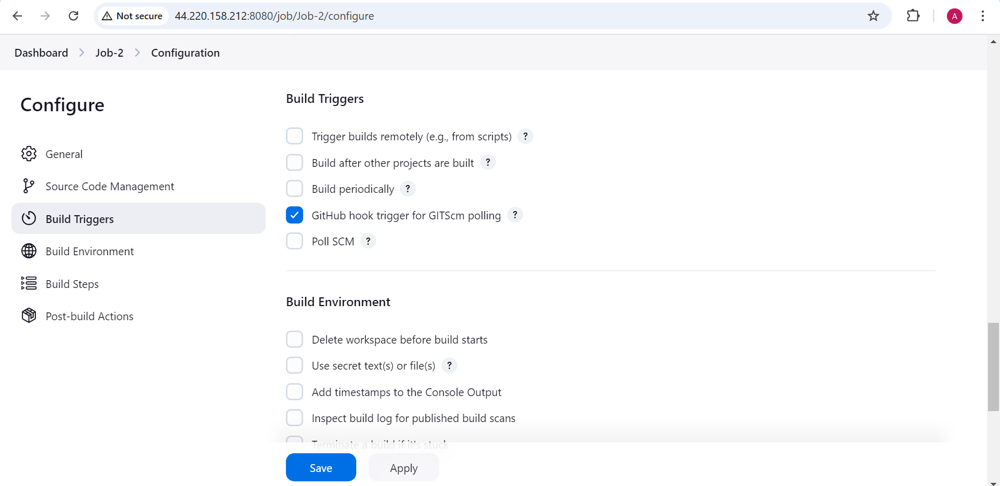 Not secure 44.220.158.212:8080/job/Job-2/configure A
Dashboard > Job-2 > Configuration
Configure
General
Source Code Management
Build Triggers
Build Environment
Build Steps
Post-build Actions
Build Triggers
Trigger builds remotely (e.g., from scripts) ?
Build after other projects are built ?
Build periodically ?
GitHub hook trigger for GITScm polling ?
Poll SCM ?
Build Environment
Delete workspace before build starts
Use secret text(s) or file(s) ?
Add timestamps to the Console Output
Inspect build log for published build scans
Terminate a build if it's stuck
Save Apply